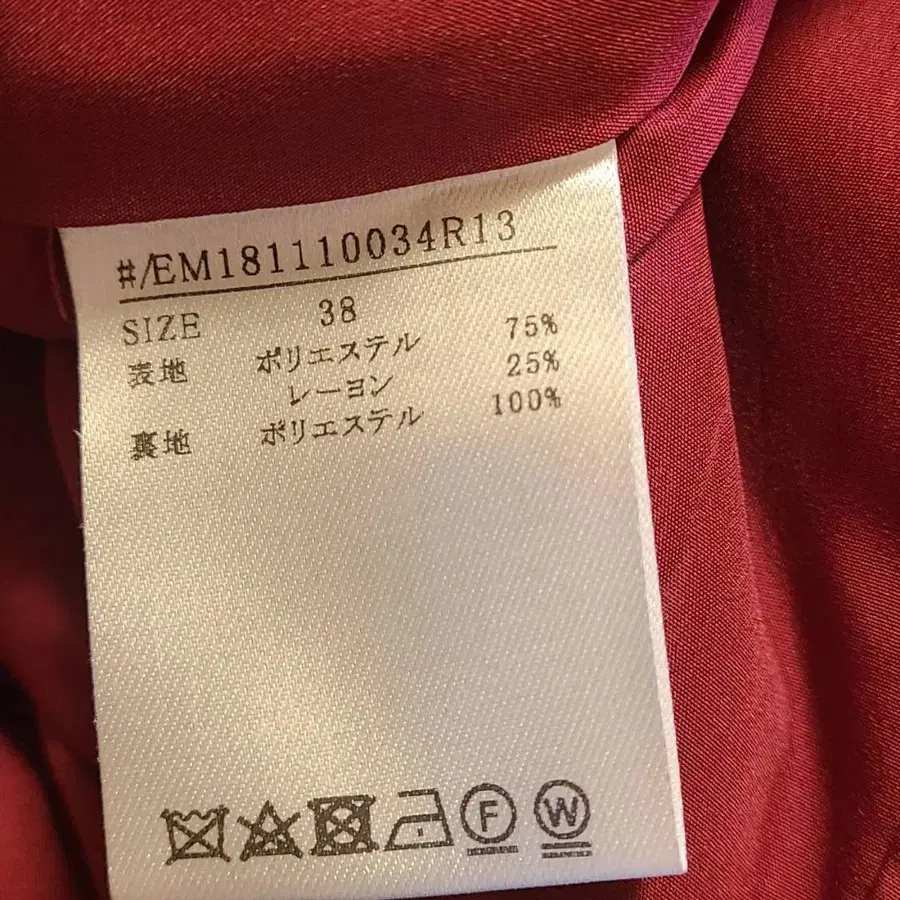 #/EM181110034R13
SIZE 38
表地 ポリエステル 75%
レーヨン 25%
裏地 ポリエステル 100%
F W